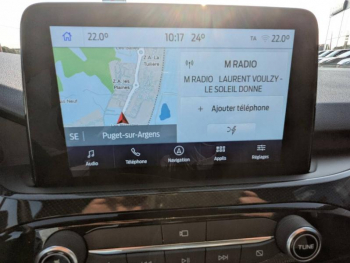 22.0° 10:17 24° TA 22.0°
M RADIO
M RADIO LAURENT VOULZY -
LE SOLEIL DONNE
+ Ajouter téléphone
SE Puget-sur-Argens
Audio Téléphone Navigation Applis Réglages
TUNE